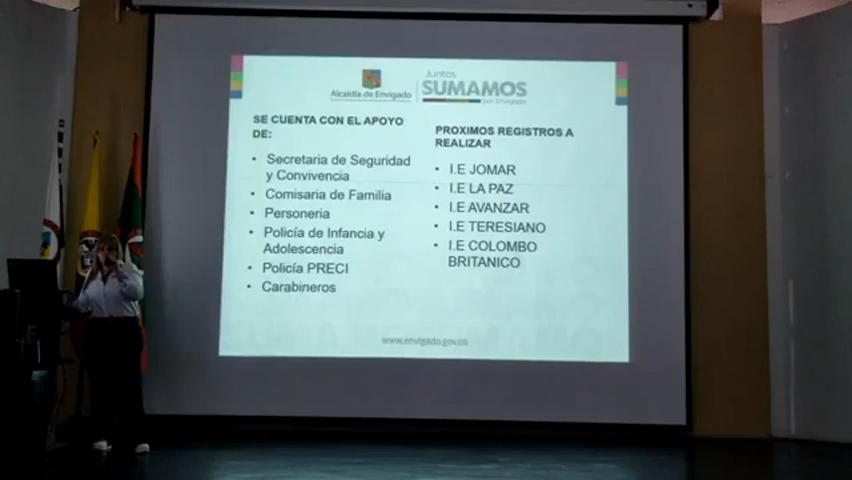 Alcaldía de Envigado
Juntos
SUMAMOS
por Envigado
SE CUENTA CON EL APOYO
DE:
• Secretaria de Seguridad
y Convivencia
• Comisaria de Familia
• Personeria
• Policía de Infancia y
Adolescencia
• Policía PRECI
• Carabineros
PROXIMOS REGISTROS A
REALIZAR
• I.E JOMAR
• I.E LA PAZ
• I.E AVANZAR
• I.E TERESIANO
• I.E COLOMBO
BRITANICO
www.envigado.gov.co